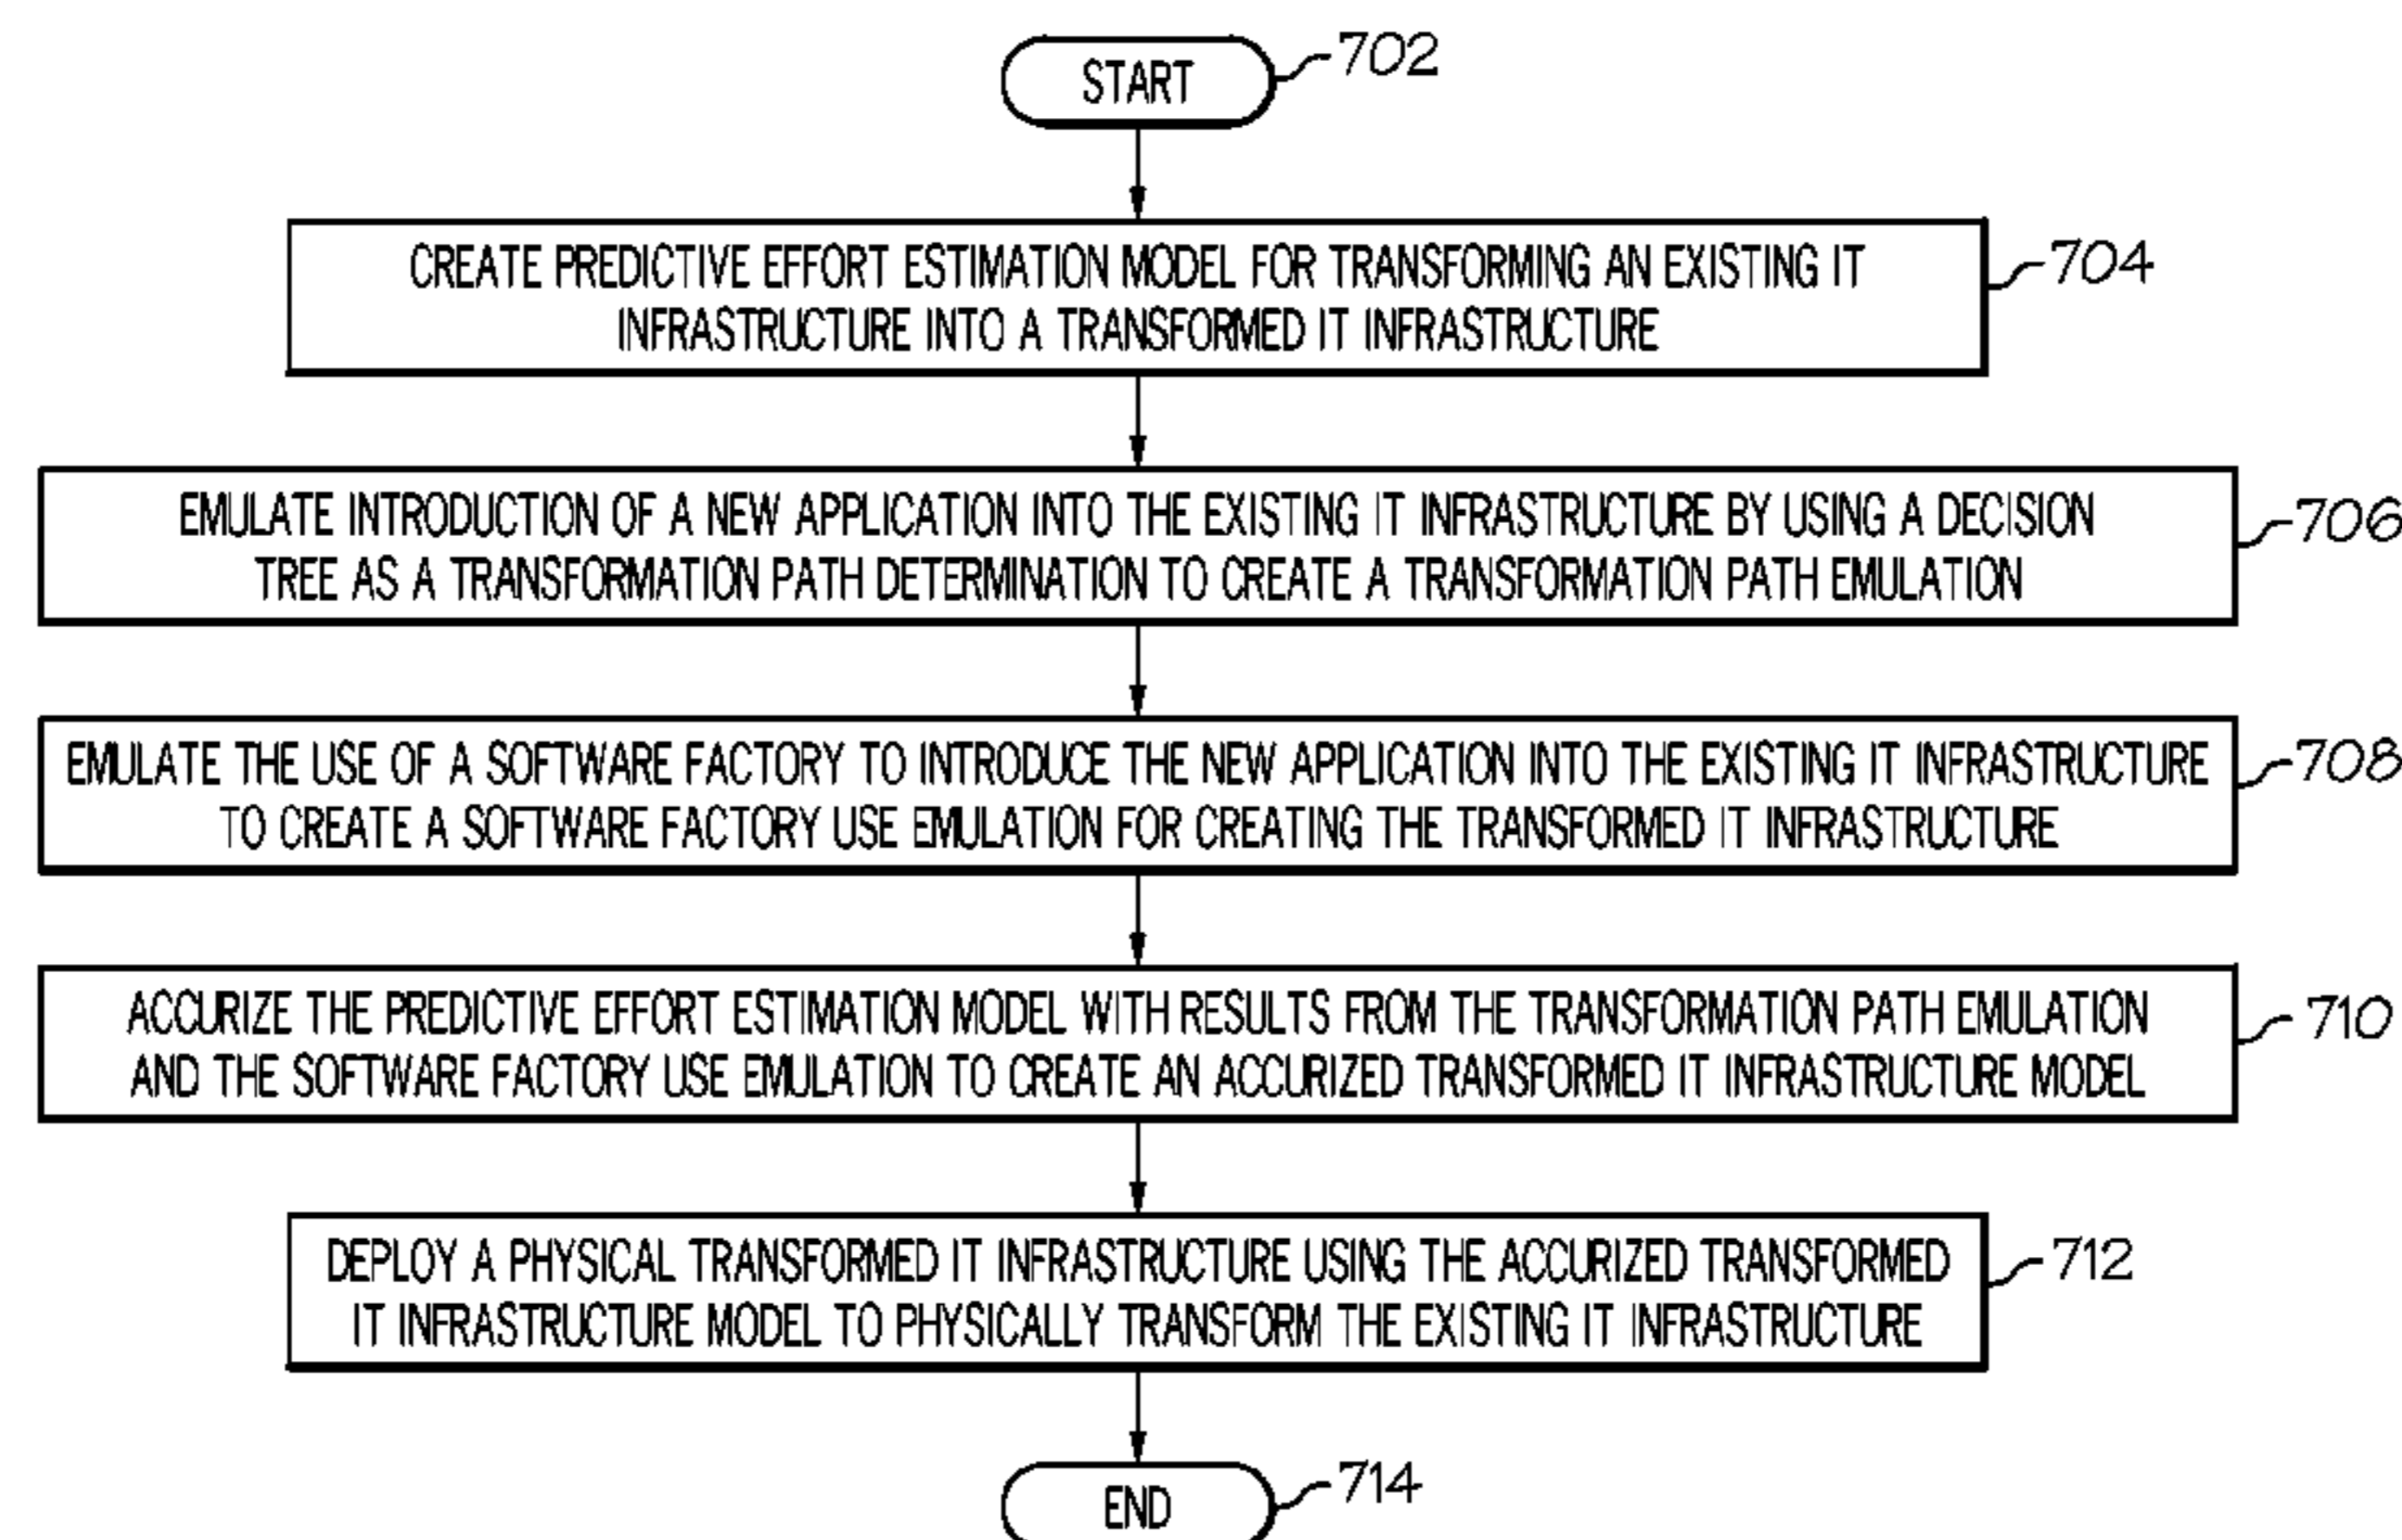 START
702
CREATE PREDICTIVE EFFORT ESTIMATION MODEL FOR TRANSFORMING AN EXISTING IT
INFRASTRUCTURE INTO A TRANSFORMED IT INFRASTRUCTURE
704
EMULATE INTRODUCTION OF A NEW APPLICATION INTO THE EXISTING IT INFRASTRUCTURE BY USING A DECISION
TREE AS A TRANSFORMATION PATH DETERMINATION TO CREATE A TRANSFORMATION PATH EMULATION
706
EMULATE THE USE OF A SOFTWARE FACTORY TO INTRODUCE THE NEW APPLICATION INTO THE EXISTING IT INFRASTRUCTURE
TO CREATE A SOFTWARE FACTORY USE EMULATION FOR CREATING THE TRANSFORMED IT INFRASTRUCTURE
708
ACCURIZE THE PREDICTIVE EFFORT ESTIMATION MODEL WITH RESULTS FROM THE TRANSFORMATION PATH EMULATION
AND THE SOFTWARE FACTORY USE EMULATION TO CREATE AN ACCURIZED TRANSFORMED IT INFRASTRUCTURE MODEL
710
DEPLOY A PHYSICAL TRANSFORMED IT INFRASTRUCTURE USING THE ACCURIZED TRANSFORMED
IT INFRASTRUCTURE MODEL TO PHYSICALLY TRANSFORM THE EXISTING IT INFRASTRUCTURE
712
END
714